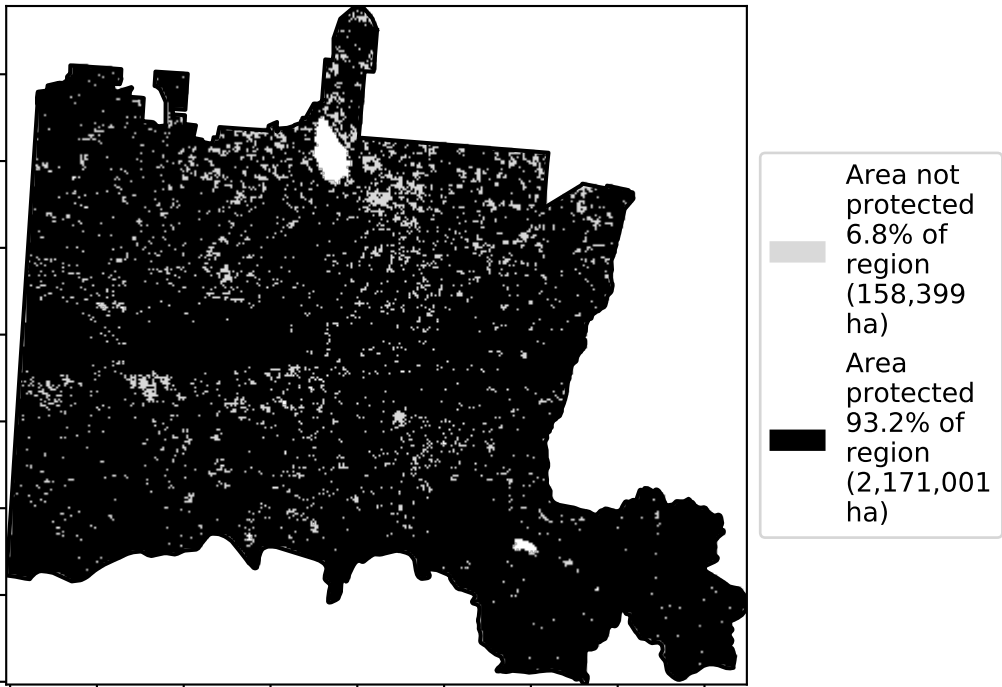 Area not
protected
6.8% of
region
(158,399
ha)
Area
protected
93.2% of
region
(2,171,001
ha)